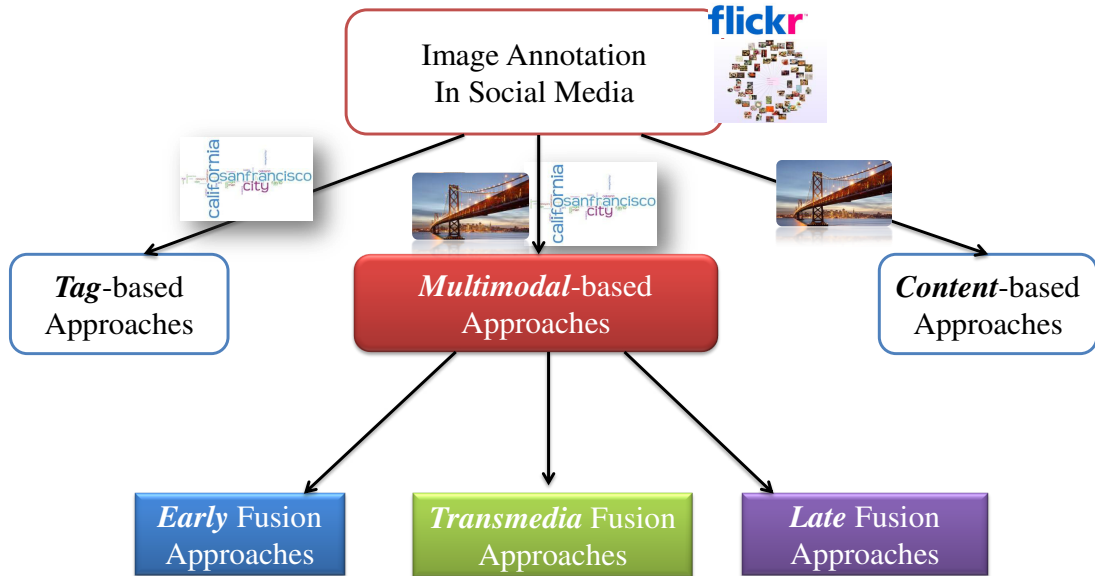 flickr
Image Annotation
In Social Media
california
sanfrancisco
city
california
sanfrancisco
city
Tag-based
Approaches
Multimodal-based
Approaches
Content-based
Approaches
Early Fusion
Approaches
Transmedia Fusion
Approaches
Late Fusion
Approaches